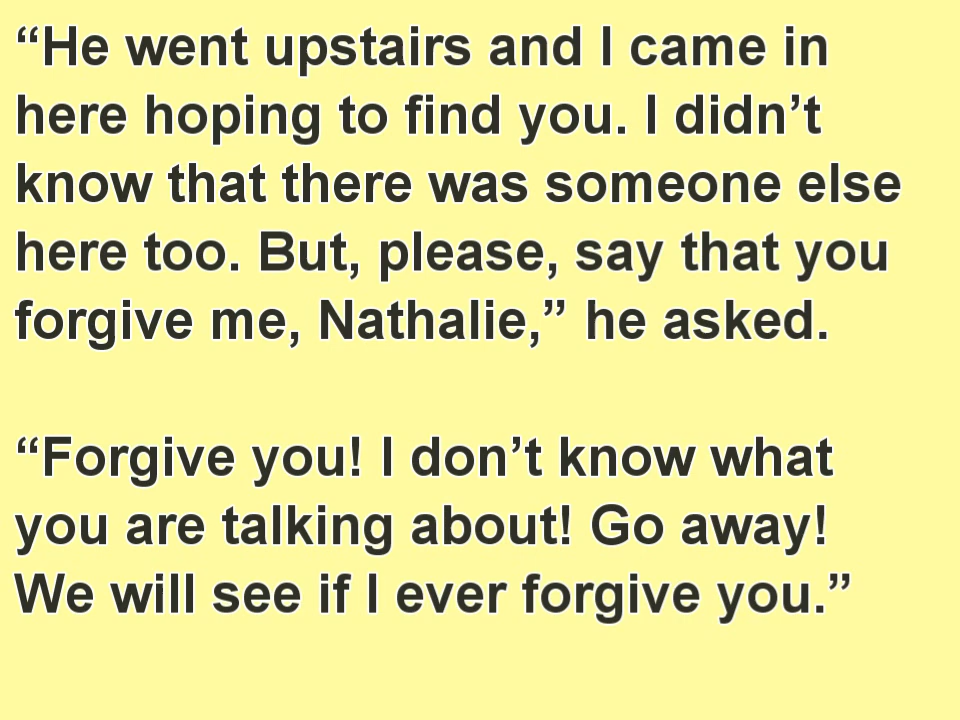 “He went upstairs and I came in
here hoping to find you. I didn’t
know that there was someone else
here too. But, please, say that you
forgive me, Nathalie,” he asked.
“Forgive you! I don’t know what
you are talking about! Go away!
We will see if I ever forgive you.”